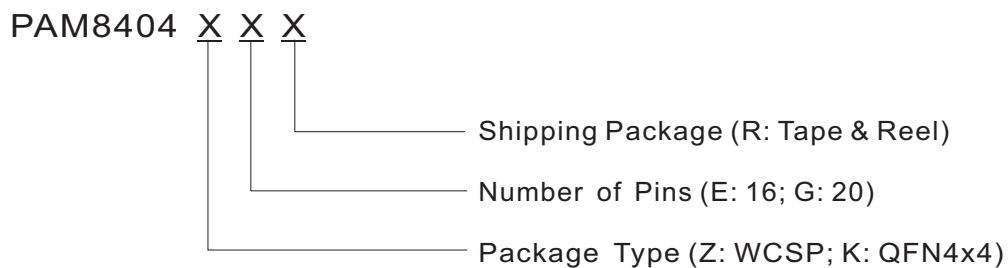 PAM8404 X X X
Shipping Package (R: Tape & Reel)
Number of Pins (E: 16; G: 20)
Package Type (Z: WCSP; K: QFN4x4)